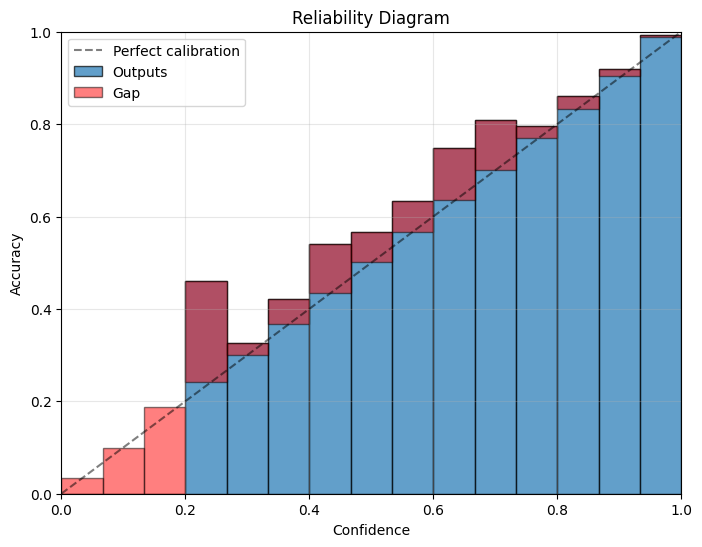 Reliability Diagram
Perfect calibration
Outputs
Gap
Accuracy
1.0
0.8
0.6
0.4
0.2
0.0
0.0 0.2 0.4 0.6 0.8 1.0
Confidence